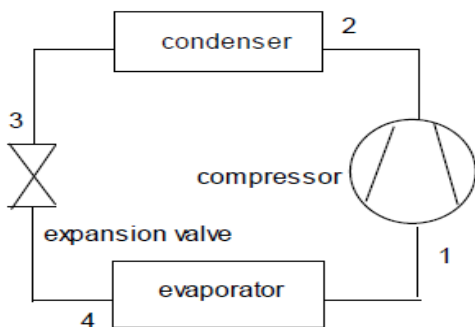 condenser
2
3
compressor
expansion valve
1
evaporator
4